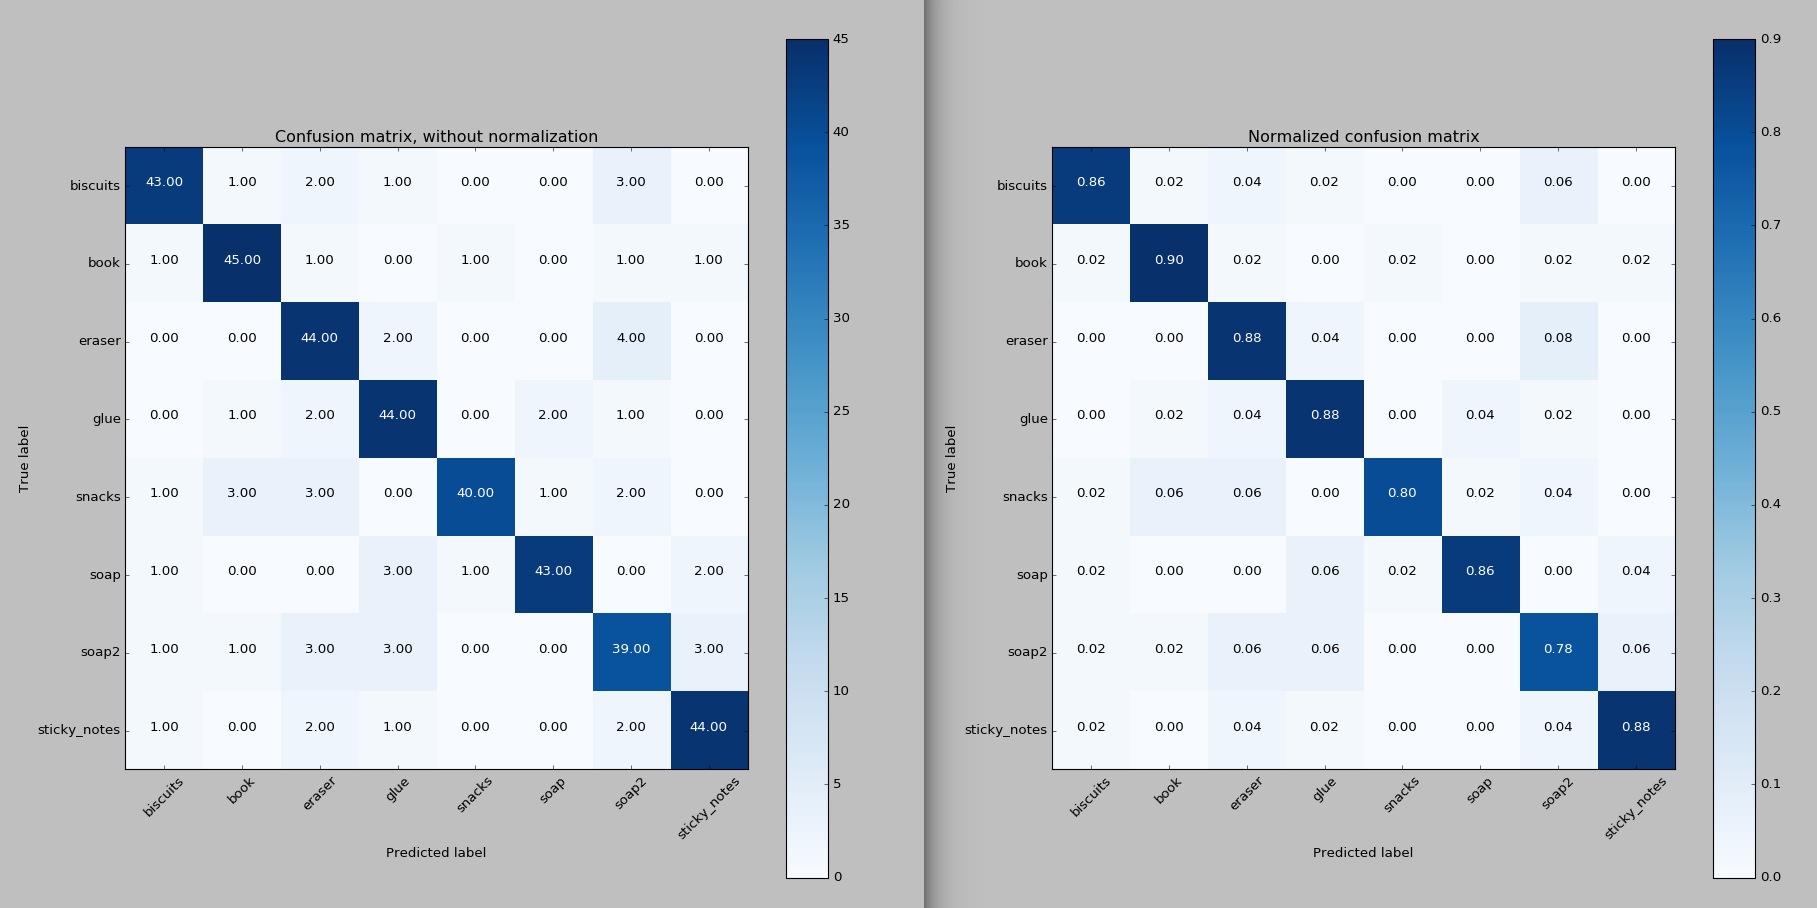 Confusion matrix, without normalization
45
40
35
30
25
20
15
10
5
0
True label
biscuits 43.00 1.00 2.00 1.00 0.00 0.00 3.00 0.00
book 1.00 45.00 1.00 0.00 1.00 0.00 1.00 1.00
eraser 0.00 0.00 44.00 2.00 0.00 0.00 4.00 0.00
glue 0.00 1.00 2.00 44.00 0.00 2.00 1.00 0.00
snacks 1.00 3.00 3.00 0.00 40.00 1.00 2.00 0.00
soap 1.00 0.00 0.00 3.00 1.00 43.00 0.00 2.00
soap2 1.00 1.00 3.00 3.00 0.00 0.00 39.00 3.00
sticky_notes 1.00 0.00 2.00 1.00 0.00 0.00 2.00 44.00
biscuits book eraser glue snacks soap soap2 sticky_notes
Predicted label
Normalized confusion matrix
0.9
0.8
0.7
0.6
0.5
0.4
0.3
0.2
0.1
0.0
True label
biscuits 0.86 0.02 0.04 0.02 0.00 0.00 0.06 0.00
book 0.02 0.90 0.02 0.00 0.02 0.00 0.02 0.02
eraser 0.00 0.00 0.88 0.04 0.00 0.00 0.08 0.00
glue 0.00 0.02 0.04 0.88 0.00 0.04 0.02 0.00
snacks 0.02 0.06 0.06 0.00 0.80 0.02 0.04 0.00
soap 0.02 0.00 0.00 0.06 0.02 0.86 0.00 0.04
soap2 0.02 0.02 0.06 0.06 0.00 0.00 0.78 0.06
sticky_notes 0.02 0.00 0.04 0.02 0.00 0.00 0.04 0.88
biscuits book eraser glue snacks soap soap2 sticky_notes
Predicted label